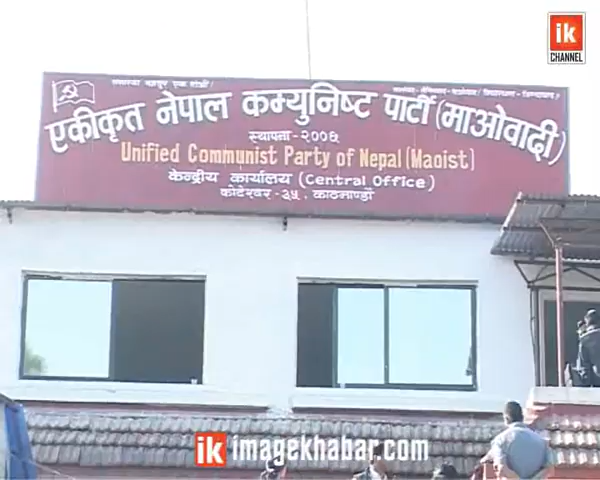 ik
CHANNEL
एकीकृत नेपाल कम्युनिष्ट पार्टी (माओवादी)
स्थापना-२००६
Unified Communist Party of Nepal (Maoist)
केन्द्रीय कार्यालय (Central Office)
कोटेश्वर - ३५, काठमाण्डौं
ik imagekhabar.com